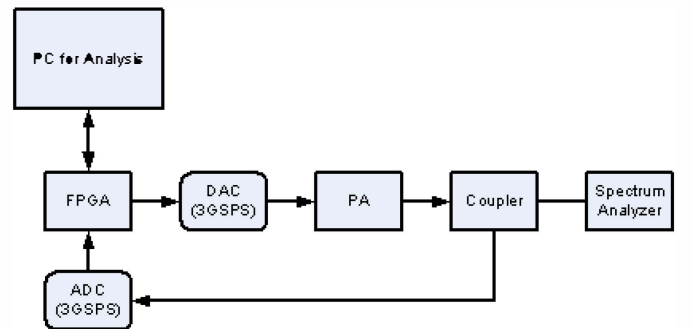 PC for Analysis
FPGA
DAC
(3GSPS)
PA
Coupler
Spectrum
Analyzer
ADC
(3GSPS)